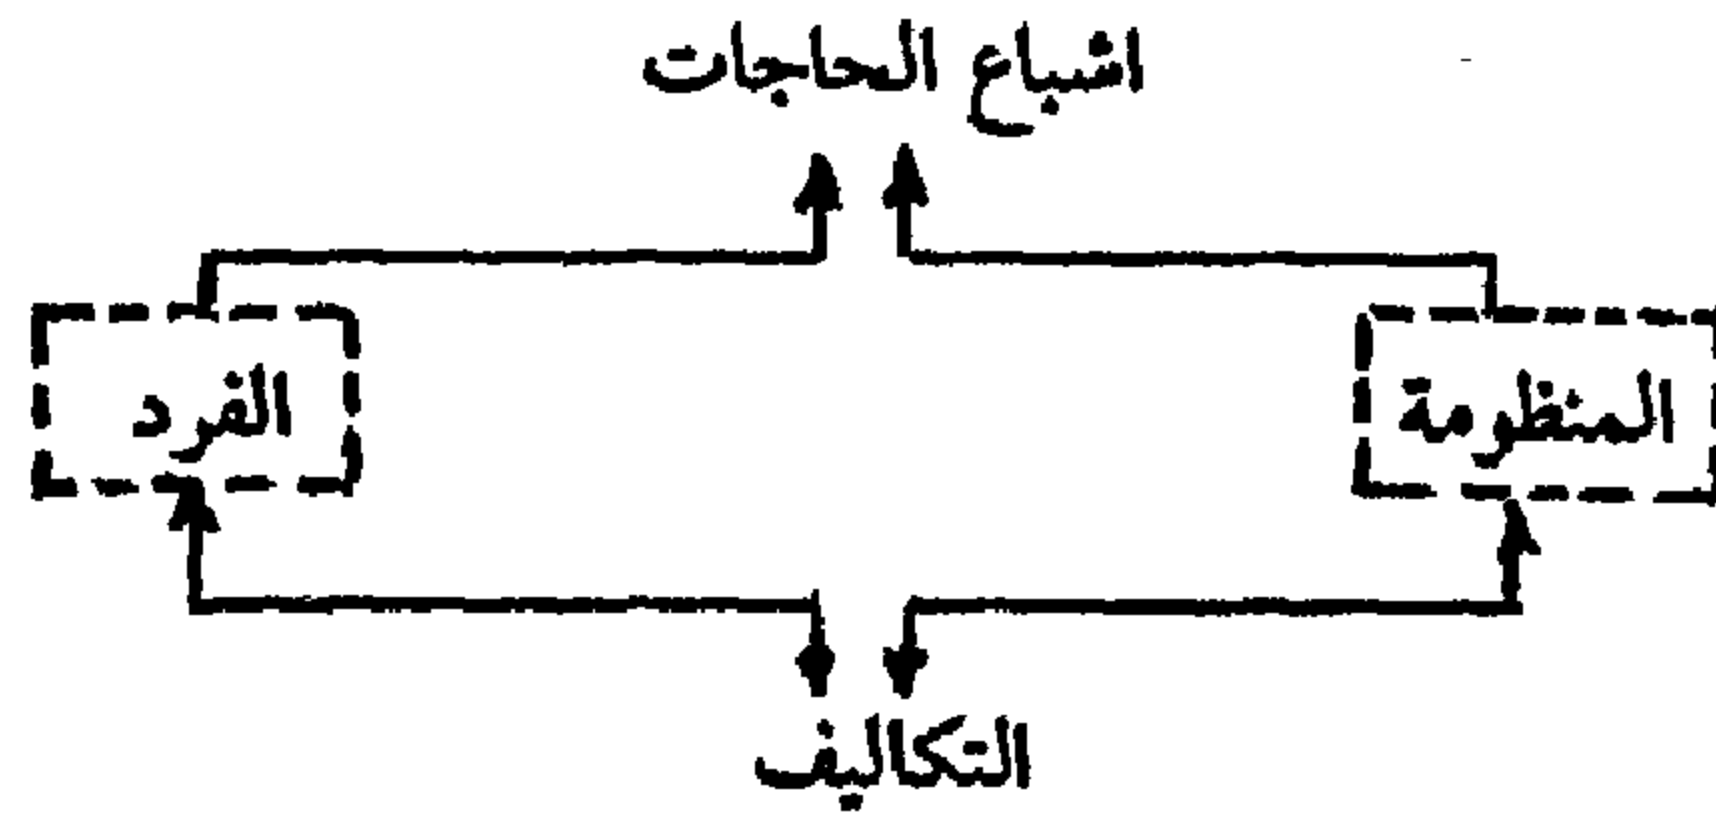 اشباع الحاجات
المنظومة
الفرد
التكاليف